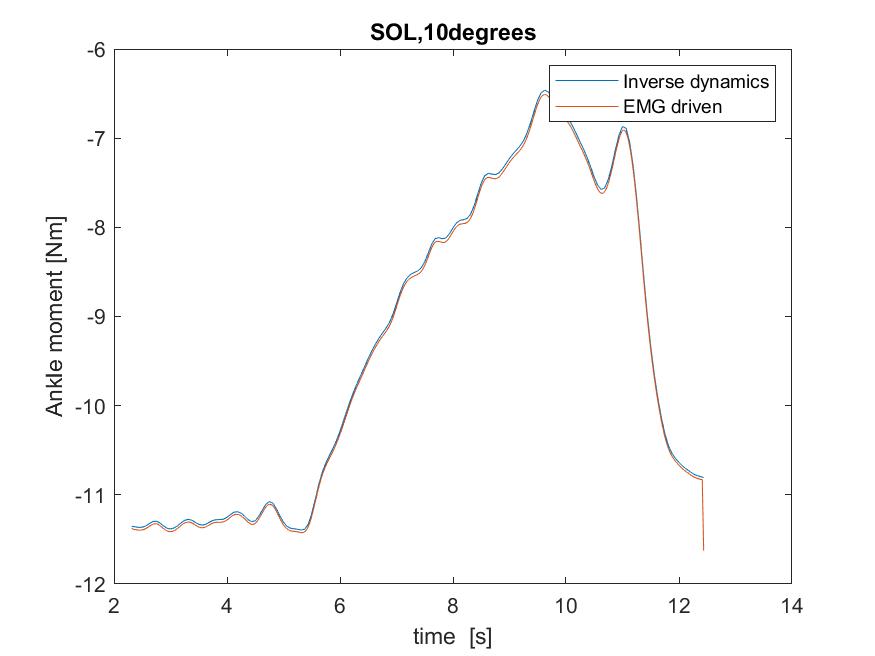 SOL,10degrees
Inverse dynamics
EMG driven
Ankle moment [Nm]
-6
-7
-8
-9
-10
-11
-12
2 4 6 8 10 12 14
time [s]